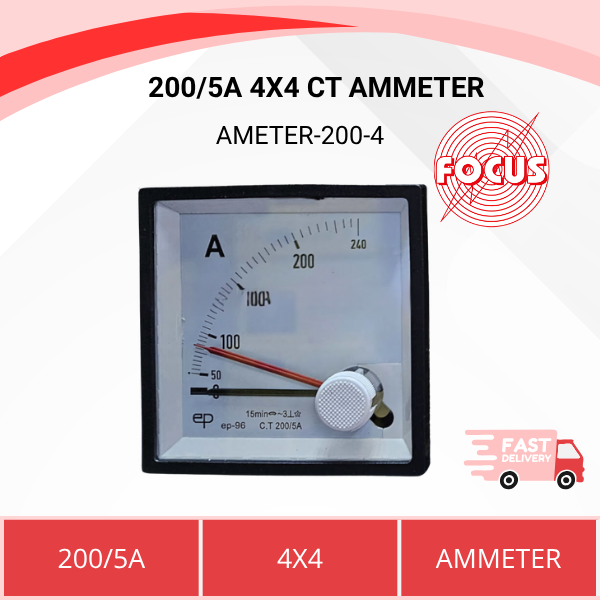 200/5A 4X4 CT AMMETER
AMETER-200-4
FOCUS
A
240
200
100
50
0
ep
15min
~3
ep-96 C.T 200/5A
FAST
DELIVERY
200/5A
4X4
AMMETER